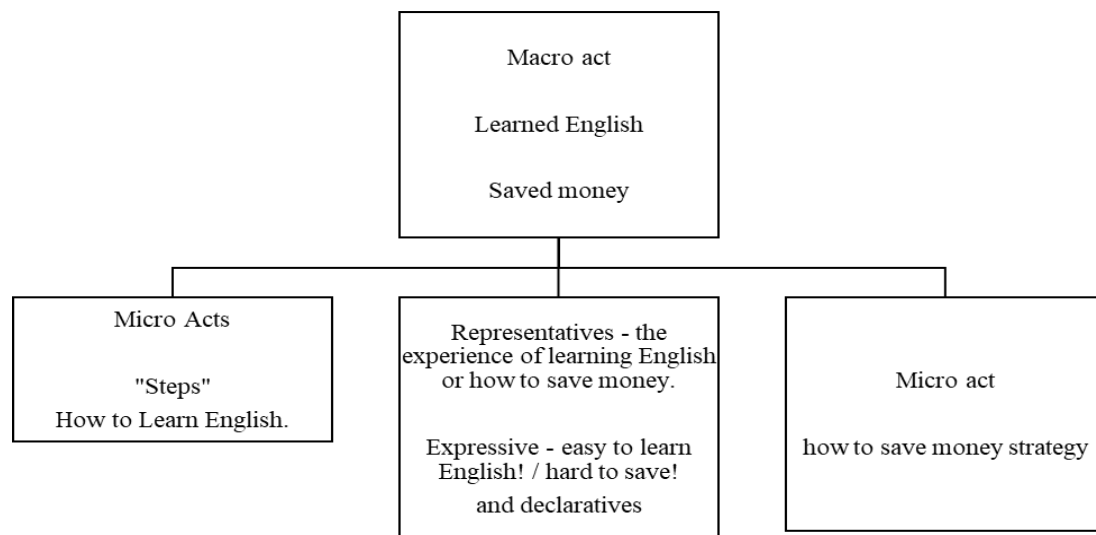 Macro act
Learned English
Saved money
Micro Acts
"Steps"
How to Learn English.
Representatives - the
experience of learning English
or how to save money.
Expressive - easy to learn
English! / hard to save!
and declaratives
Micro act
how to save money strategy